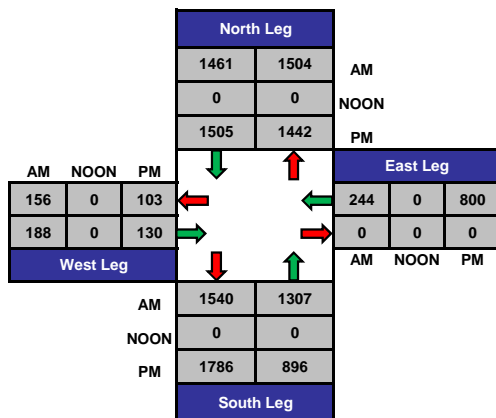 North Leg
1461 1504 AM
0 0 NOON
1505 1442 PM
AM NOON PM East Leg
156 0 103 244 0 800
188 0 130 0 0 0
West Leg AM NOON PM
AM 1540 1307
NOON 0 0
PM 1786 896
South Leg